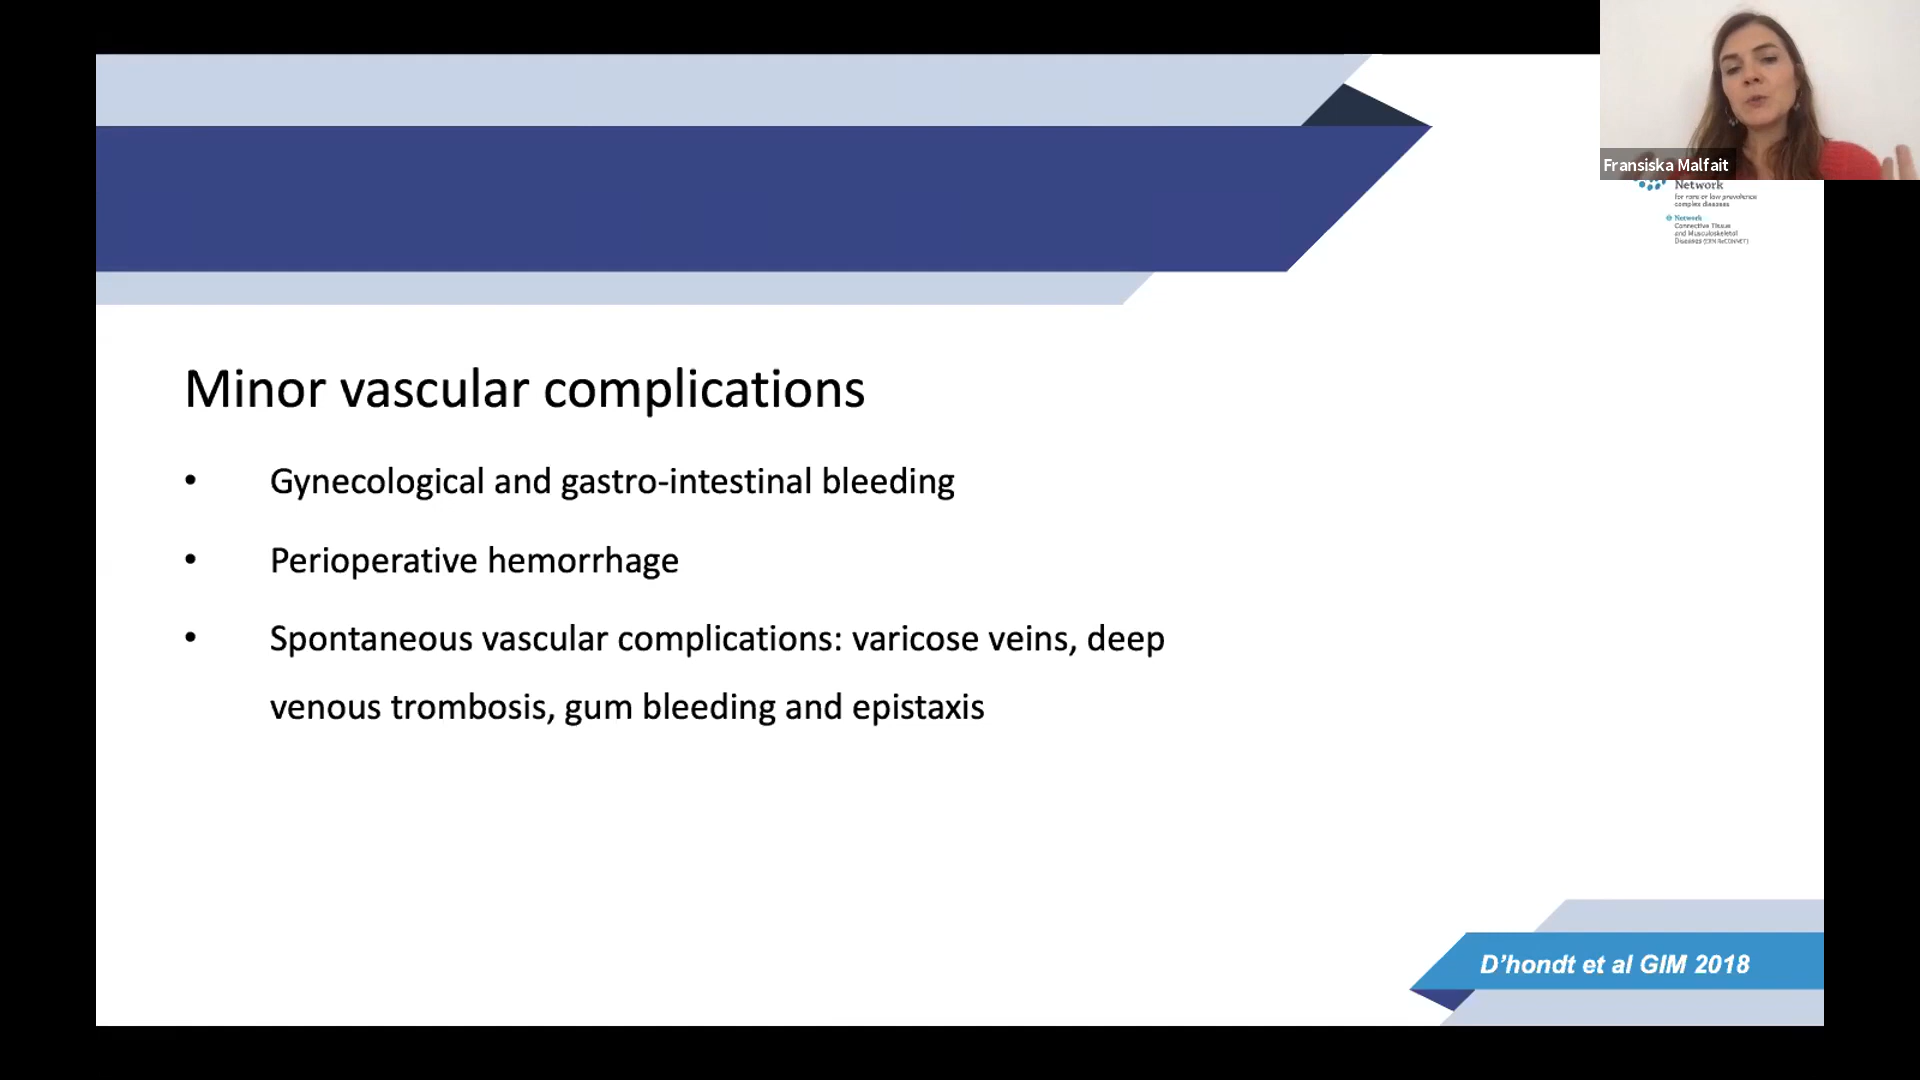 Fransiska Malfait
Network
for rare or low prevalence
complex diseases
Network
Connective Tissue
and Musculoskeletal
Diseases (ERN ReCONNET)
Minor vascular complications
• Gynecological and gastro-intestinal bleeding
• Perioperative hemorrhage
• Spontaneous vascular complications: varicose veins, deep
venous trombosis, gum bleeding and epistaxis
D’hondt et al GIM 2018